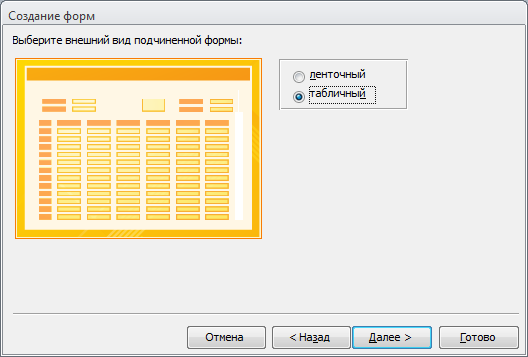 Создание форм
Выберите внешний вид подчиненной формы:
ленточный
табличный
Отмена
< Назад
Далее >
Готово